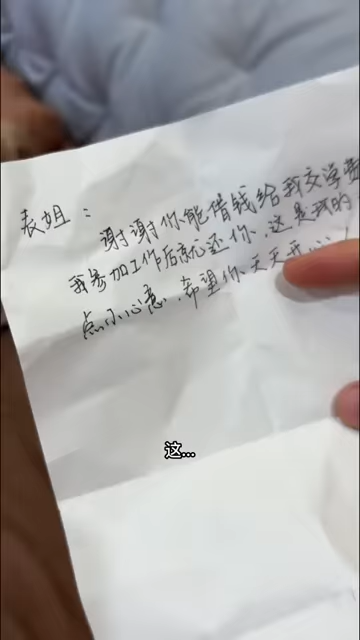 表姐：
谢谢你能借钱给我交学费
我参加工作后就还你，这是我的
点小心意，希望你天天开心
这...